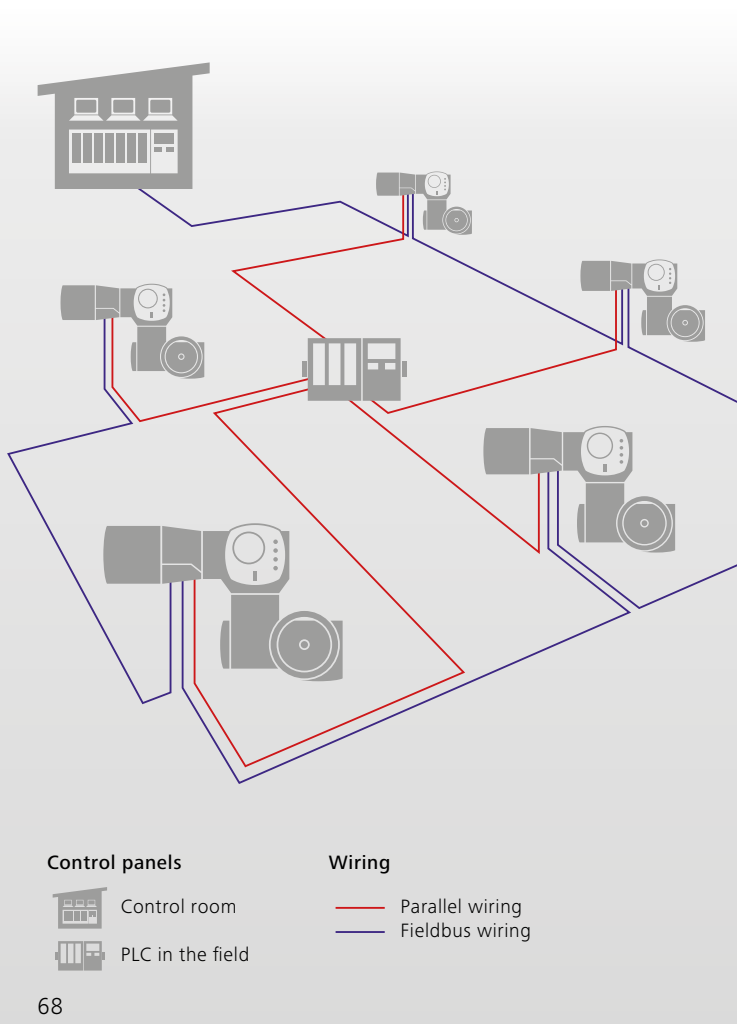 Control panels
Control room
PLC in the field
Wiring
Parallel wiring
Fieldbus wiring
68